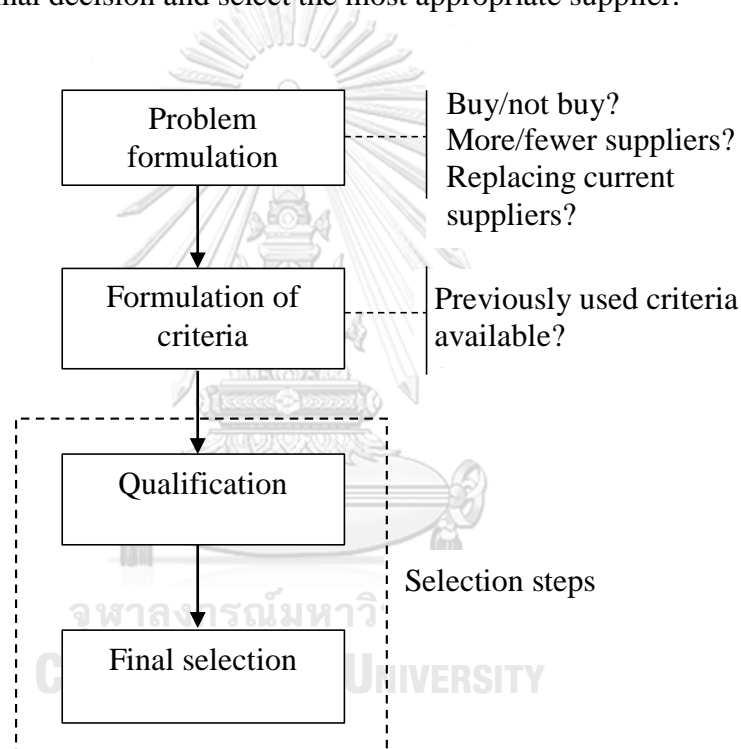 decision and select the most appropriate supplier.
Problem
formulation
Buy/not buy?
More/fewer suppliers?
Replacing current
suppliers?
Formulation of
criteria
Previously used criteria
available?
Qualification
Selection steps
Final selection
UNIVERSITY